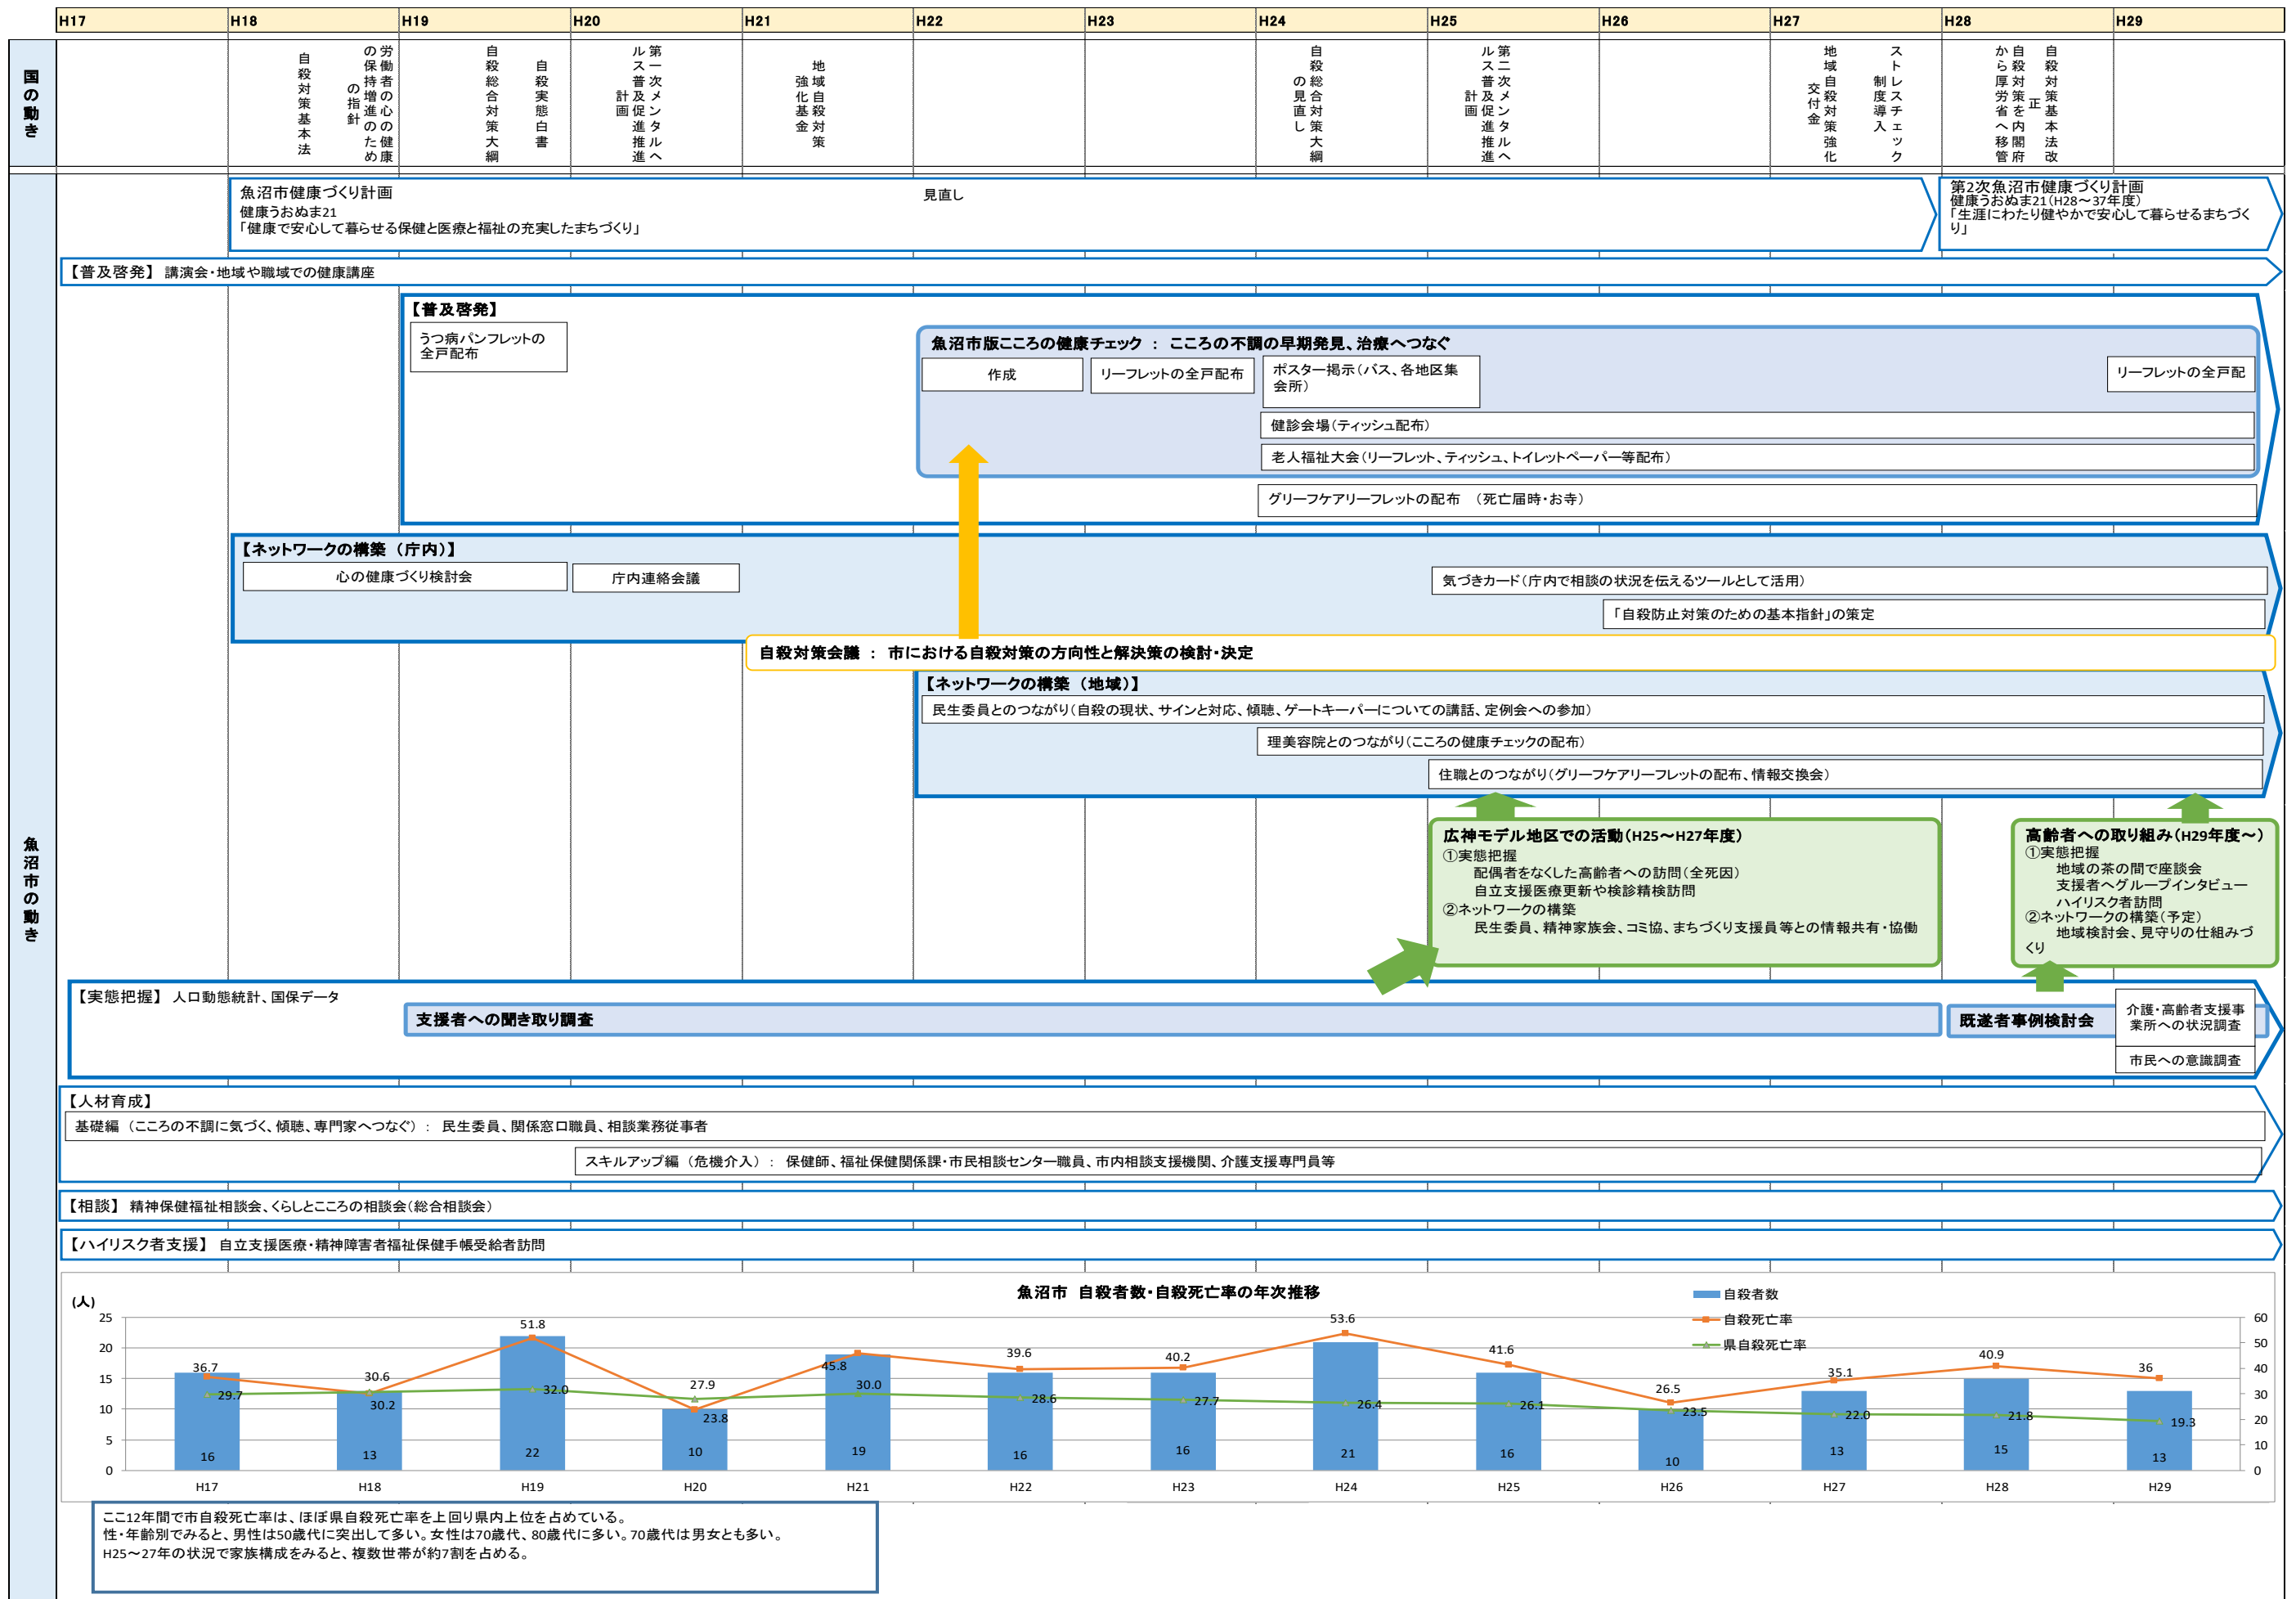 H17 H18 H19 H20 H21 H22 H23 H24 H25 H26 H27 H28 H29
国の動き
自殺対策基本法
労働者の心の健康
の保持増進のため
の指針
自殺総合対策大綱
自殺実態白書
第一次メンタルヘ
ルス普及促進推進
計画
地域自殺対策
強化基金
自殺総合対策大綱
の見直し
第二次メンタルヘ
ルス普及促進推進
計画
地域自殺対策強化
交付金
ストレスチェック
制度導入
自殺対策を内閣府
から厚労省へ移管
自殺対策基本法改
正
魚沼市の動き
魚沼市健康づくり計画
健康うおぬま21
「健康で安心して暮らせる保健と医療と福祉の充実したまちづくり」
見直し
第2次魚沼市健康づくり計画
健康うおぬま21(H28~37年度)
「生涯にわたり健やかで安心して暮らせるまちづく
り」
【普及啓発】 講演会・地域や職域での健康講座
【普及啓発】
うつ病パンフレットの
全戸配布
魚沼市版こころの健康チェック : こころの不調の早期発見、治療へつなぐ
作成
リーフレットの全戸配布
ポスター掲示(バス、各地区集
会所)
リーフレットの全戸配
健診会場(ティッシュ配布)
老人福祉大会(リーフレット、ティッシュ、トイレットペーパー等配布)
グリーフケアリーフレットの配布 (死亡届時・お寺)
【ネットワークの構築(庁内)】
心の健康づくり検討会
庁内連絡会議
気づきカード(庁内で相談の状況を伝えるツールとして活用)
「自殺防止対策のための基本指針」の策定
自殺対策会議 : 市における自殺対策の方向性と解決策の検討・決定
【ネットワークの構築(地域)】
民生委員とのつながり(自殺の現状、サインと対応、傾聴、ゲートキーパーについての講話、定例会への参加)
理美容院とのつながり(こころの健康チェックの配布)
住職とのつながり(グリーフケアリーフレットの配布、情報交換会)
広神モデル地区での活動(H25~H27年度)
①実態把握
配偶者をなくした高齢者への訪問(全死因)
自立支援医療更新や検診精検訪問
②ネットワークの構築
民生委員、精神家族会、コミ協、まちづくり支援員等との情報共有・協働
高齢者への取り組み(H29年度~)
①実態把握
地域の茶の間で座談会
支援者へグループインタビュー
ハイリスク者訪問
②ネットワークの構築(予定)
地域検討会、見守りの仕組みづ
くり
【実態把握】 人口動態統計、国保データ
支援者への聞き取り調査
既遂者事例検討会
介護・高齢者支援事
業所への状況調査
市民への意識調査
【人材育成】
基礎編(こころの不調に気づく、傾聴、専門家へつなぐ) : 民生委員、関係窓口職員、相談業務従事者
スキルアップ編(危機介入) : 保健師、福祉保健関係課・市民相談センター職員、市内相談支援機関、介護支援専門員等
【相談】 精神保健福祉相談会、くらしとこころの相談会(総合相談会)
【ハイリスク者支援】 自立支援医療・精神障害者福祉保健手帳受給者訪問
魚沼市 自殺者数・自殺死亡率の年次推移
(人)
自殺者数
自殺死亡率
県自殺死亡率
25 20 15 10 5 0
60 50 40 30 20 10 0
36.7 30.6 51.8 27.9 45.8 39.6 40.2 53.6 41.6 26.5 35.1 40.9 36
29.7 30.2 32.0 23.8 30.0 28.6 27.7 26.4 26.1 23.5 22.0 21.8 19.3
16 13 22 10 19 16 16 21 16 10 13 15 13
H17 H18 H19 H20 H21 H22 H23 H24 H25 H26 H27 H28 H29
ここ12年間で市自殺死亡率は、ほぼ県自殺死亡率を上回り県内上位を占めている。
性・年齢別でみると、男性は50歳代に突出して多い。女性は70歳代、80歳代に多い。70歳代は男女とも多い。
H25~27年の状況で家族構成をみると、複数世帯が約7割を占める。